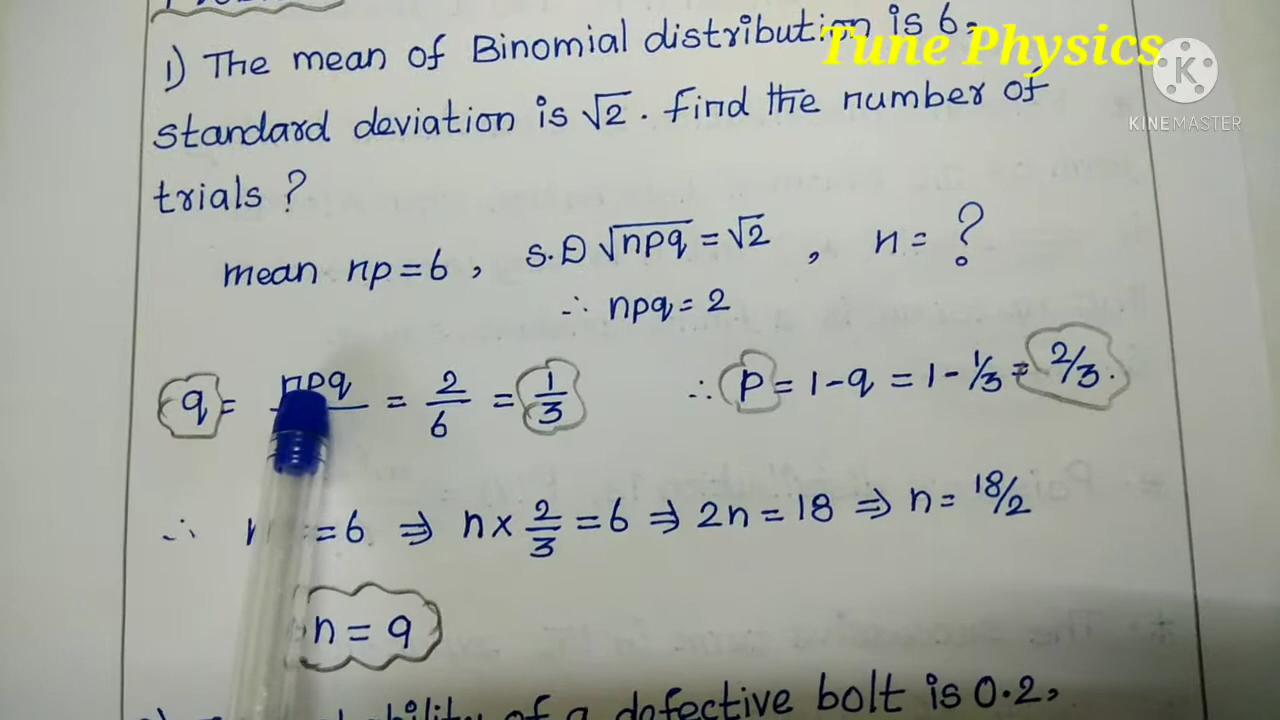 1) The mean of Binomial distribution is 6,
Tune Physics
K
KINEMASTER
standard deviation is √2. Find the number of
trials?
mean np = 6, S.D √npq = √2, n = ?
∴ npq = 2
q = npq/ = 2/6 = 1/3 ∴ p = 1 - q = 1 - 1/3 = 2/3.
∴ = 6 ⇒ n x 2/3 = 6 ⇒ 2n = 18 ⇒ n = 18/2
n = 9
of a defective bolt is 0.2,